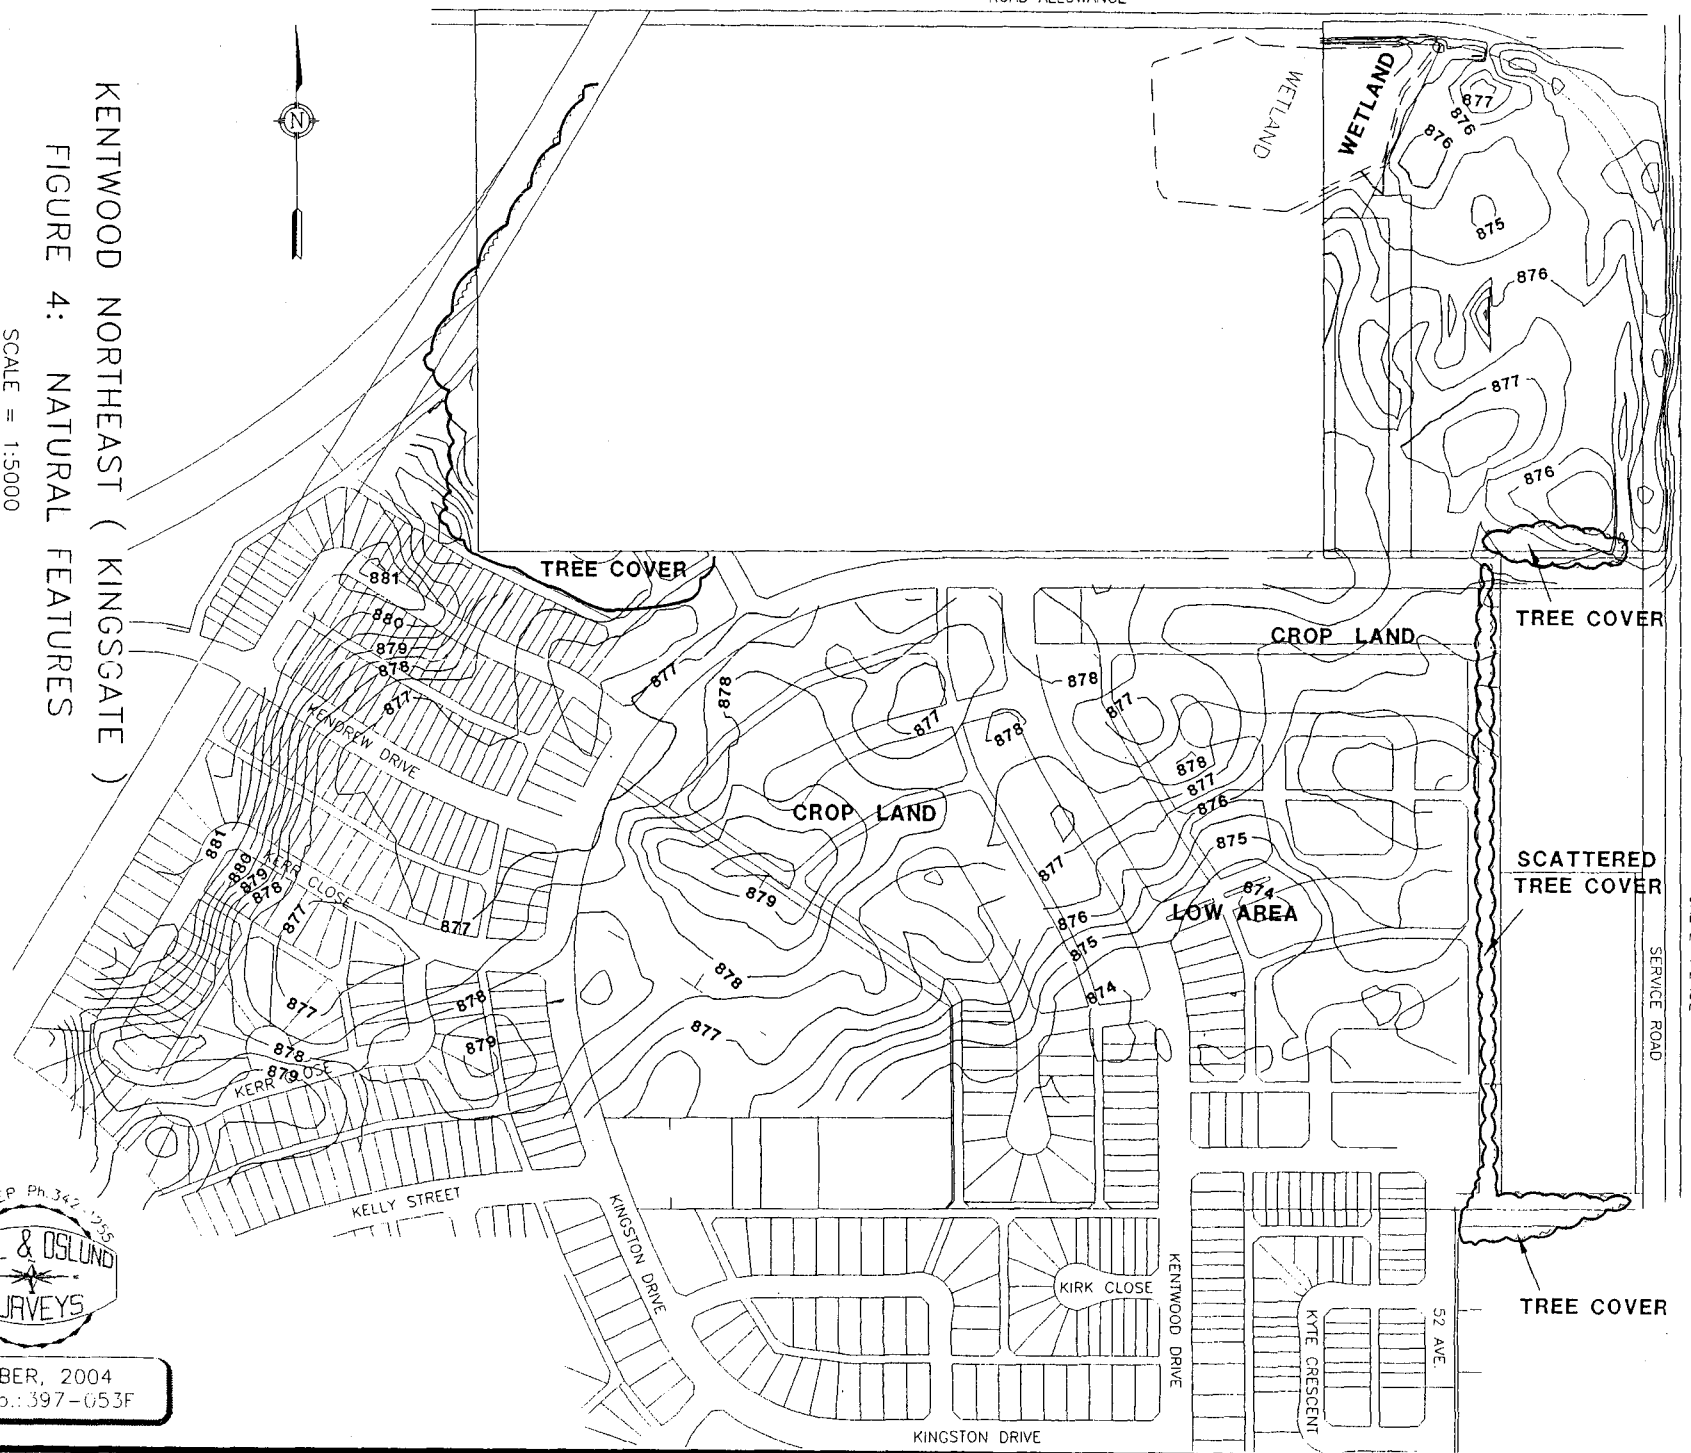 KENTWOOD NORTHEAST ( KINGSGATE )
FIGURE 4: NATURAL FEATURES
SCALE = 1:5000
N
WETLAND
WETLAND
877
876
876
875
876
877
876
TREE COVER
TREE COVER
CROP LAND
881
880
879
878
877
KENDREW DRIVE
877
878
877
878
878
877
878
877
876
875
874
LOW AREA
CROP LAND
879
877
876
875
874
SCATTERED
TREE COVER
SERVICE ROAD
881
880
879
878
877
KERR CLOSE
877
877
878
879
878
879
KERR CLOSE
878
877
KELLY STREET
KINGSTON DRIVE
KIRK CLOSE
KENTWOOD DRIVE
KYTE CRESCENT
52 AVE.
TREE COVER
KINGSTON DRIVE
& OSLUND
BER, 2004
397-053F